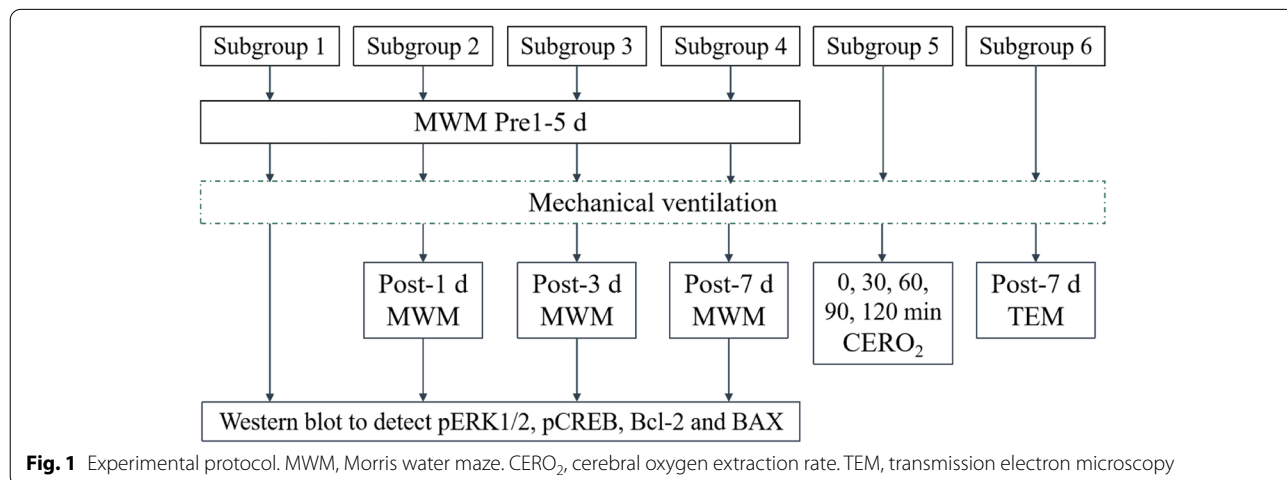 Subgroup 1 Subgroup 2 Subgroup 3 Subgroup 4 Subgroup 5 Subgroup 6
MWM Pre1-5 d
Mechanical ventilation
Post-1 d
MWM
Post-3 d
MWM
Post-7 d
MWM
0, 30, 60,
90, 120 min
CERO₂
Post-7 d
TEM
Western blot to detect pERK1/2, pCREB, Bcl-2 and BAX
Fig. 1 Experimental protocol. MWM, Morris water maze. CERO₂, cerebral oxygen extraction rate. TEM, transmission electron microscopy